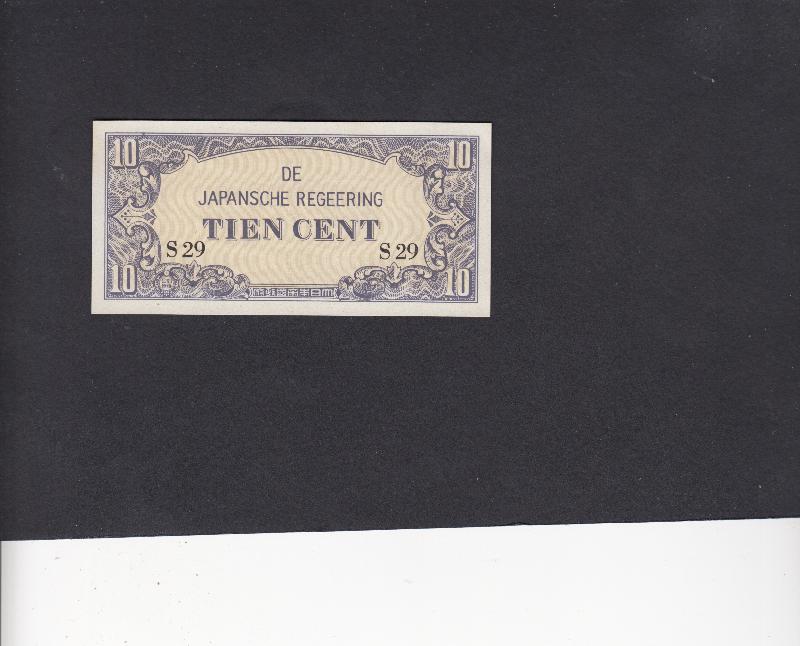 10 10
DE
JAPANSCHE REGEERING
TIEN CENT
S 29 S 29
10 10